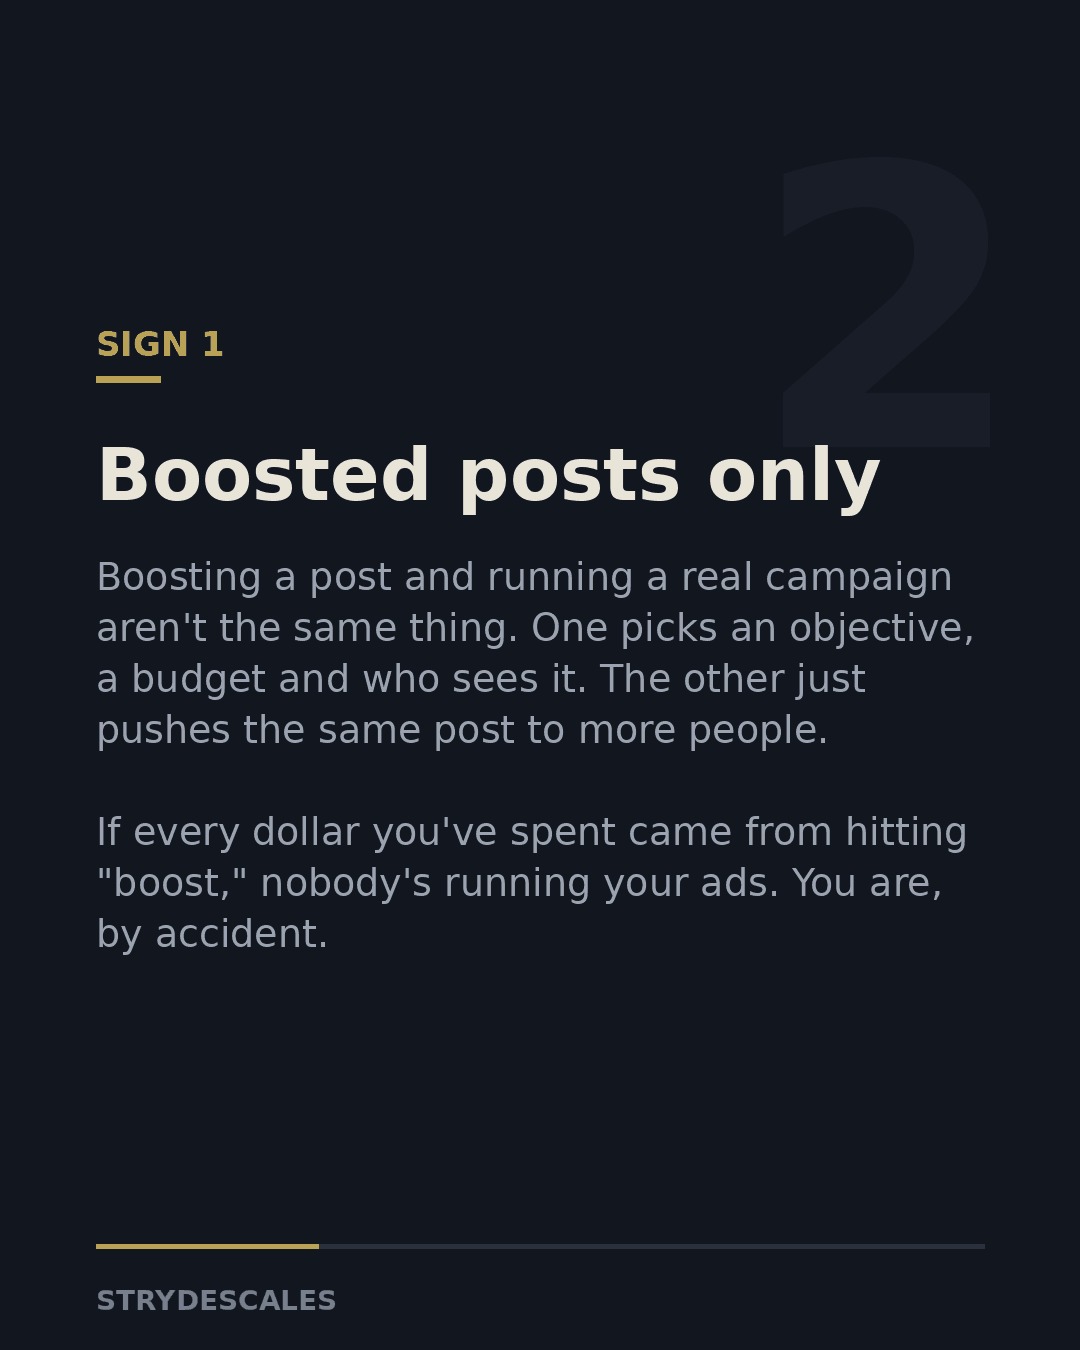 2
SIGN 1
Boosted posts only
Boosting a post and running a real campaign
aren't the same thing. One picks an objective,
a budget and who sees it. The other just
pushes the same post to more people.
If every dollar you've spent came from hitting
"boost," nobody's running your ads. You are,
by accident.
STRYDESCALES